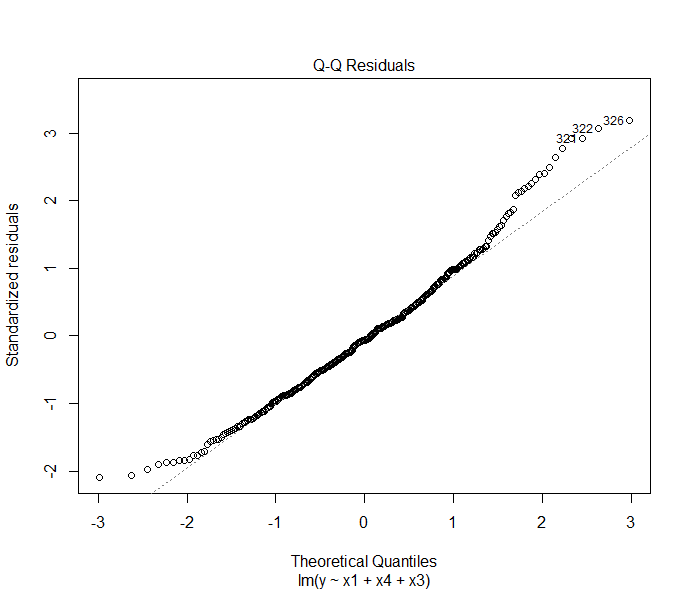 Q-Q Residuals
3
2
1
0
-1
-2
Standardized residuals
321
322
326
-3 -2 -1 0 1 2 3
Theoretical Quantiles
lm(y ~ x1 + x4 + x3)